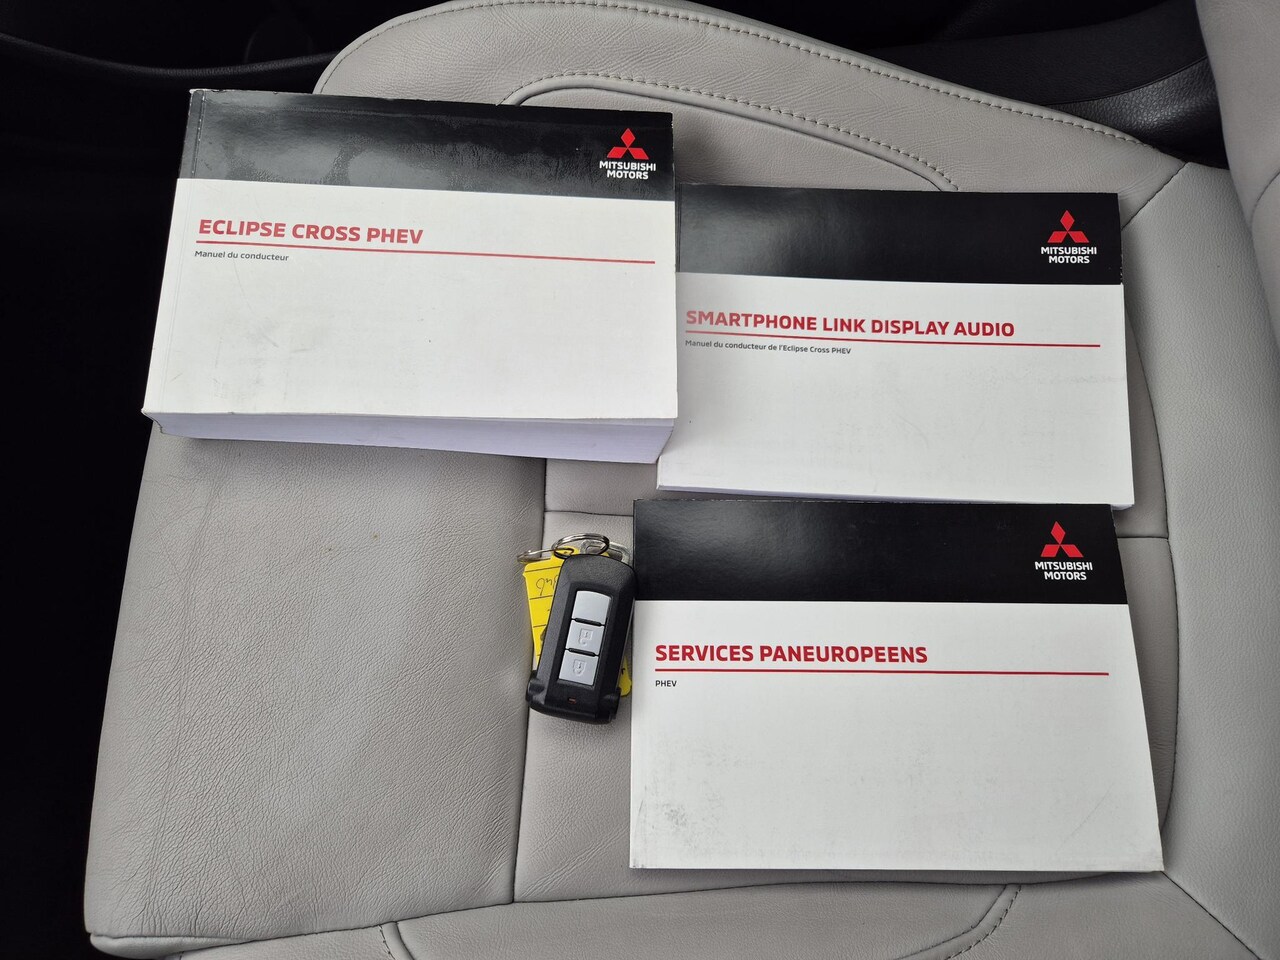 MITSUBISHI
MOTORS
ECLIPSE CROSS PHEV
Manuel du conducteur
MITSUBISHI
MOTORS
SMARTPHONE LINK DISPLAY AUDIO
Manuel du conducteur de l'Eclipse Cross PHEV
MITSUBISHI
MOTORS
SERVICES PANEUROPEENS
PHEV